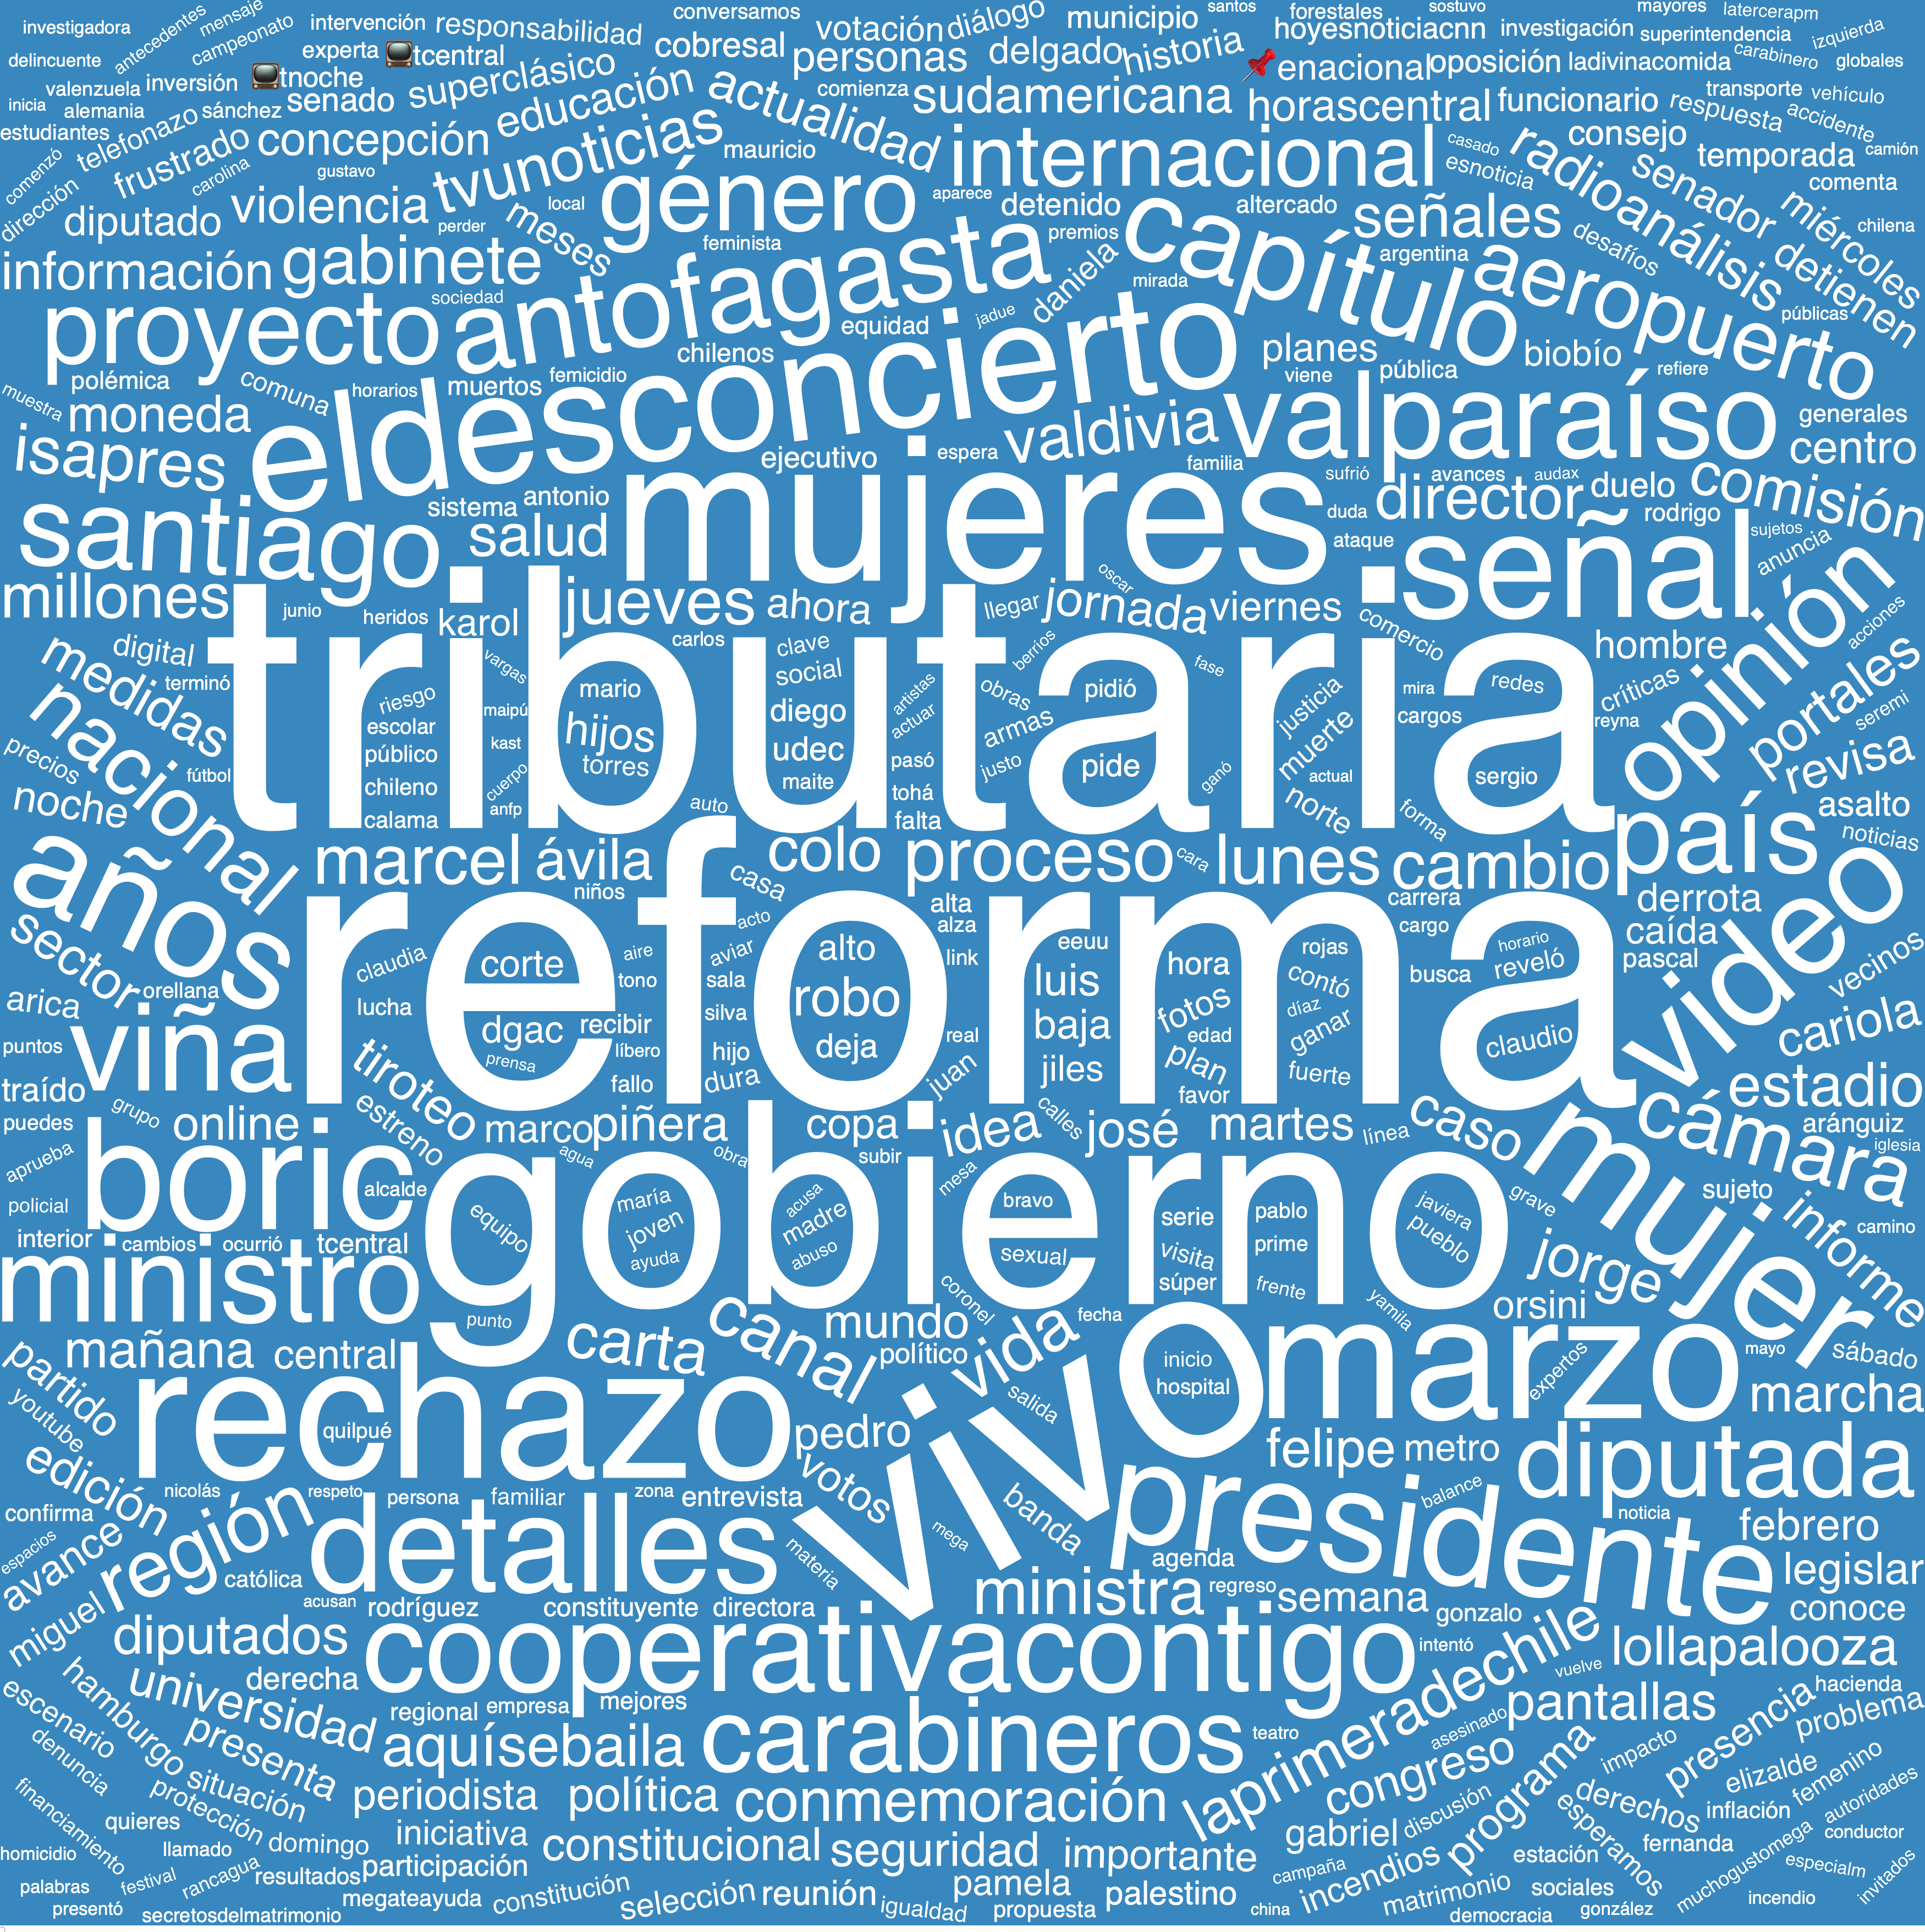 investigadora
antecedentes
mensaje
campeonato
intervención
responsabilidad
conversamos
votación
diálogo
municipio
santos
forestales
sostuvo
mayores
latercerapm
delincuente
experta
📺tcentral
cobresal
personas
delgado
historia
hoyesnoticiacnn
investigación
superintendencia
izquierda
valenzuela
inversión
📺tnoche
superclásico
📌enacional
oposición
ladivinacomida
carabinero
globales
inicia
alemania
sánchez
senado
educación
actualidad
comienza
sudamericana
horascentral
funcionario
transporte
vehículo
respuesta
accidente
estudiantes
telefonazo
frustrado
concepción
tvunoticias
mauricio
internacional
casado
esnoticia
radioanálisis
consejo
senador
temporada
camión
comenta
comenzó
dirección
carolina
gustavo
diputado
violencia
perder
meses
local
género
aparece
detenido
altercado
señales
miércoles
chilena
información
gabinete
sociedad
feminista
antofagasta
premios
daniela
capítulo
mirada
argentina
aeropuerto
desafíos
detienen
públicas
proyecto
equidad
jadue
chilenos
polémica
comuna
horarios
muertos
femicidio
eldesconcierto
planes
viene
pública
biobío
refiere
muestra
moneda
isapres
ejecutivo
espera
valdivia
valparaíso
familia
generales
centro
santiago
sistema
antonio
salud
mujeres
sufrió
avances
audax
duda
director
duelo
rodrigo
comisión
ataque
señal
sujetos
anuncia
millones
junio
heridos
karol
jueves
ahora
oscar
llegar
jornada
viernes
comercio
hombre
opinión
acciones
medidas
digital
terminó
tributaria
carlos
clave
social
berríos
fase
críticas
portales
seremi
nacional
riesgo
vargas
mario
diego
artistas
obras
pidió
justicia
mira
redes
precios
escolar
maipú
hijos
udec
actuar
armas
muerte
cargos
reyna
revisa
fútbol
público
kast
torres
maite
pasó
justo
pide
actual
sergio
noche
chileno
cuerpo
tohá
ganó
norte
forma
asalto
calama
anfp
auto
falta
noticias
años
marcel
ávila
colo
proceso
cara
lunes
cambio
país
niños
casa
carrera
derrota
video
sector
reforma
acto
alta
alza
cargo
caída
claudia
corte
aire
aviar
alto
link
eeuu
hora
rojas
horario
reveló
busca
pascal
vecinos
orellana
arica
lucha
tono
sala
robo
luis
contó
viña
dgac
recibir
silva
baja
fotos
díaz
cariola
puntos
prensa
líbero
hijo
deja
real
edad
ganar
claudio
traído
tiroteo
fallo
dura
juan
jiles
plan
fuerte
estadio
favor
puedes
grupo
online
estreno
marco
piñera
copa
idea
calles
josé
martes
línea
caso
cámara
aránguiz
iglesia
aprueba
boric
agua
obra
subir
mujer
policial
alcalde
gobierno
maría
acusa
mesa
bravo
pablo
javiera
grave
sujeto
informe
interior
cambios
ocurrió
tcentral
equipo
joven
madre
serie
prime
pueblo
camino
ministro
ayuda
abuso
sexual
visita
súper
jorge
punto
canal
mundo
coronel
fecha
frente
yamila
orsini
mañana
central
carta
político
vida
vivo
inicio
hospital
marzo
expertos
mayo
sábado
partido
rechazo
salida
marcha
youtube
quilpué
pedro
felipe
metro
diputada
edición
nicolás
respeto
persona
familiar
zona
entrevista
votos
banda
presidente
balance
noticia
febrero
confirma
espacios
avance
región
detalles
materia
mega
agenda
legislar
católica
acusan
ministra
regreso
semana
miguel
rodríguez
constituyente
directora
gonzalo
conoce
diputados
cooperativacontigo
intentó
lollapalooza
derecha
laprimeradechile
vuelve
escenario
hamburgo
universidad
regional
empresa
mejores
pantallas
presencia
hacienda
problema
denuncia
presenta
aquísebaila
carabineros
teatro
asesinado
situación
congreso
programa
impacto
elizalde
femenino
financiamiento
protección
periodista
política
conmemoración
discusión
derechos
inflación
autoridades
quieres
iniciativa
constitucional
seguridad
importante
gabriel
esperamos
fernanda
conductor
homicidio
llamado
domingo
participación
estación
muchogustomega
especialm
palabras
festival
rancagua
resultados
pamela
campaña
incendios
matrimonio
sociales
invitados
presentó
secretosdelmatrimonio
megateayuda
constitución
selección
reunión
igualdad
propuesta
palestino
china
democracia
gonzález
incendio